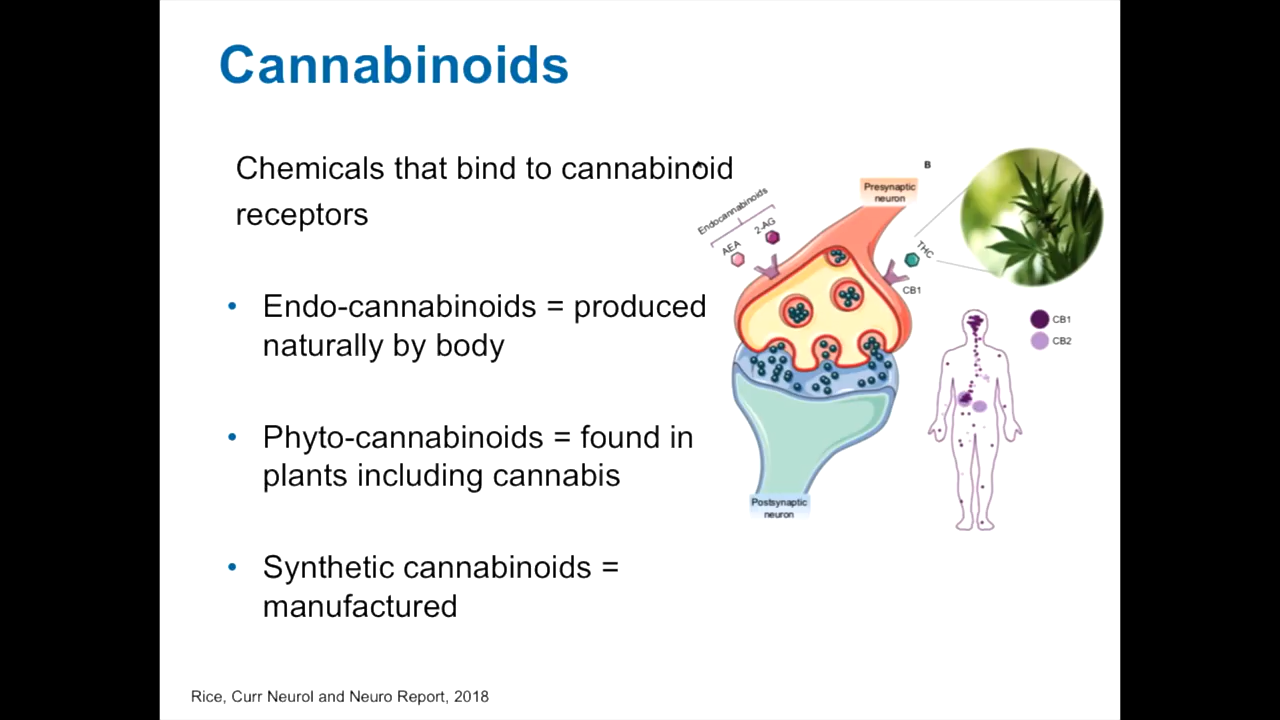 Cannabinoids
Chemicals that bind to cannabinoid
receptors
• Endo-cannabinoids = produced
naturally by body
• Phyto-cannabinoids = found in
plants including cannabis
• Synthetic cannabinoids =
manufactured
A
Endocannabinoids
AEA
2-AG
Presynaptic
neuron
B
THC
CB1
CB1
CB2
Postsynaptic
neuron
Rice, Curr Neurol and Neuro Report, 2018